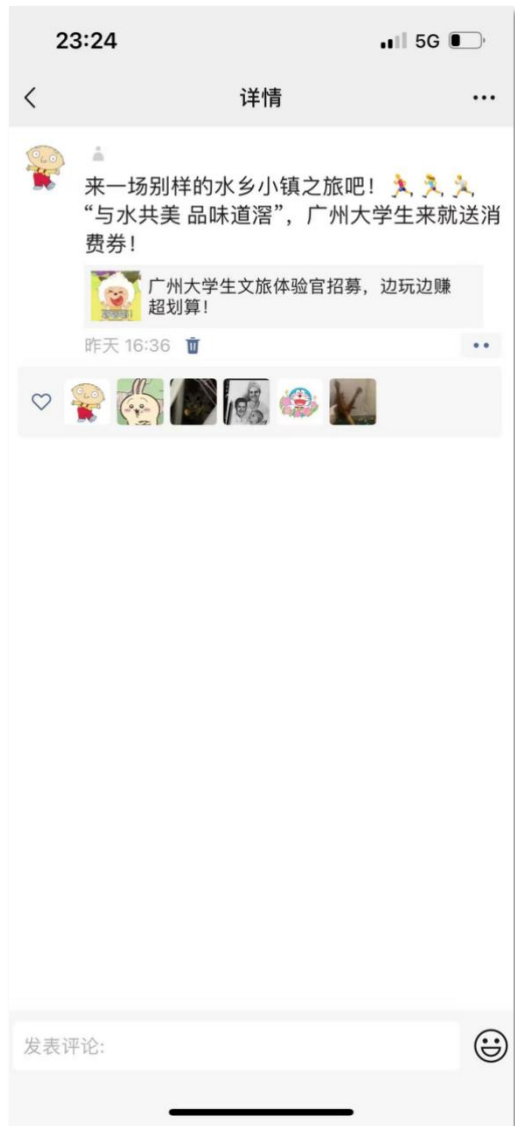 23:24
5G
详情
来一场别样的水乡小镇之旅吧！🏃🏃🏃
“与水共美 品味道滘”，广州大学生来就送消
费券！
广州大学生文旅体验官招募，边玩边赚
超划算！
昨天 16:36
发表评论: